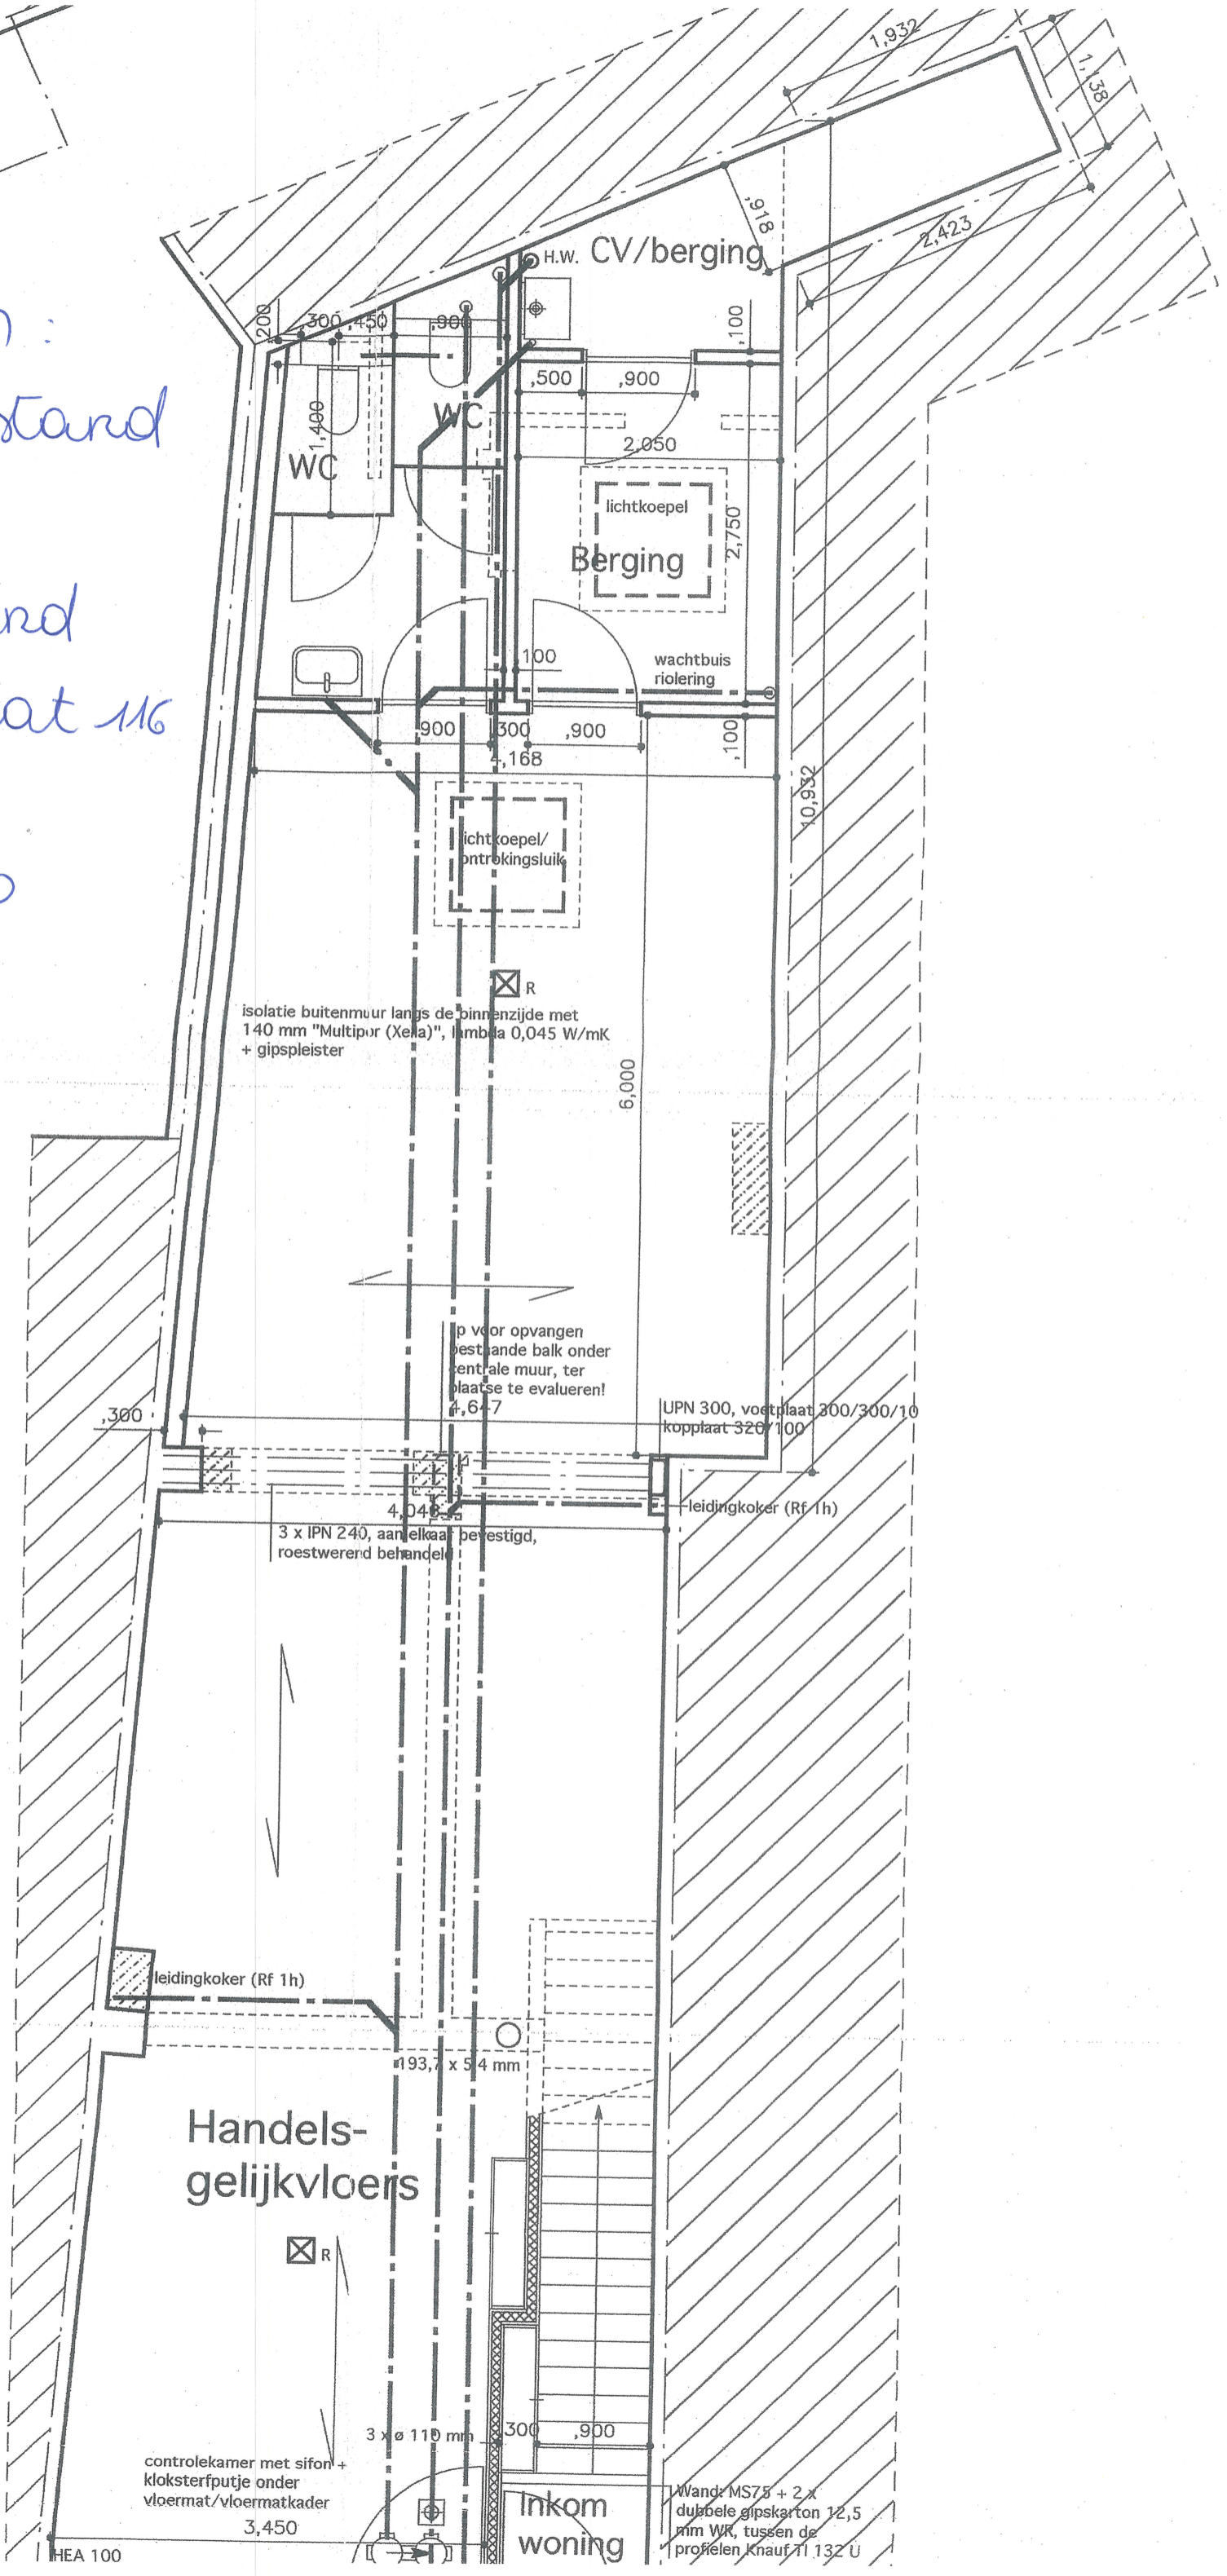 1,932
1,138
,918
2,423
H.W. CV/berging
,200
,300 ,450 ,900
,100
,500 ,900
:
stand
1,400
WC
WC
2,050
lichtkoepel
2,750
Berging
100
wachtbuis
riolering
at 116
900 300 ,900
,100
4,168
10,932
lichtkoepel/
ontrokingsluik
R
isolatie buitenmuur langs de binnenzijde met
140 mm "Multipor (Xella)", lambda 0,045 W/mK
+ gipspleister
6,000
p voor opvangen
bestaande balk onder
centrale muur, ter
plaatse te evalueren!
4,647
,300
UPN 300, voetplaat 300/300/10
kopplaat 320/100
leidingkoker (Rf 1h)
4,048
3 x IPN 240, aan elkaar bevestigd,
roestwerend behandeld
leidingkoker (Rf 1h)
193,7 x 5,4 mm
Handels-
gelijkvloers
R
3 x ø 110 mm
300 ,900
controlekamer met sifon +
kloksterfputje onder
vloermat/vloermatkader
3,450
HEA 100
Inkom
woning
Wand: MS75 + 2 x
dubbele gipskarton 12,5
mm WR, tussen de
profielen Knauf TI 132 U